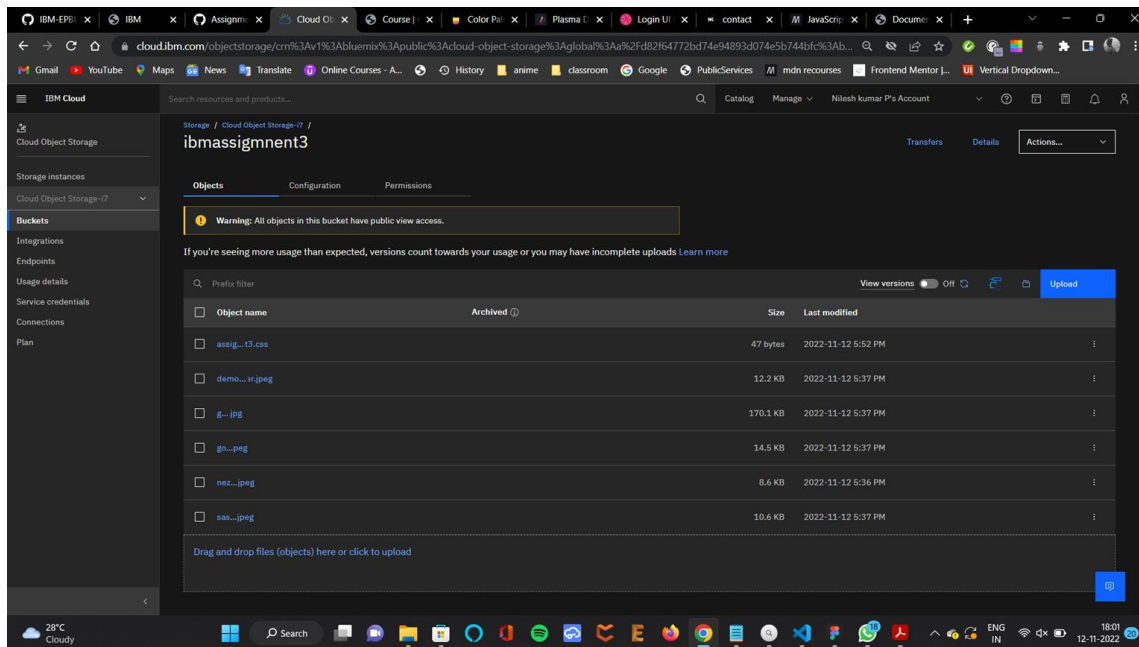 IBM-EPBL
IBM
Assignme
Cloud Ob
Course |
Color Pal
Plasma D
Login UI
contact
JavaScrip
Documen
cloud.ibm.com/objectstorage/crn%3Av1%3Abluemix%3Apublic%3Acloud-object-storage%3Aglobal%3Aa%2Fd82f64772bd74e94893d074e5b744bfc%3Ab...
Gmail
YouTube
Maps
News
Translate
Online Courses - A...
History
anime
classroom
Google
PublicServices
mdn recourses
Frontend Mentor |...
Vertical Dropdown...
IBM Cloud
Search resources and products...
Catalog
Manage
Nilesh kumar P's Account
Cloud Object Storage
Storage instances
Cloud Object Storage-i7
Buckets
Integrations
Endpoints
Usage details
Service credentials
Connections
Plan
Storage / Cloud Object Storage-i7 /
ibmassigmnent3
Transfers
Details
Actions...
Objects
Configuration
Permissions
Warning: All objects in this bucket have public view access.
If you're seeing more usage than expected, versions count towards your usage or you may have incomplete uploads Learn more
Prefix filter
View versions
Off
Upload
Object name
Archived
Size
Last modified
assig...t3.css 47 bytes 2022-11-12 5:52 PM
demo... er.jpeg 12.2 KB 2022-11-12 5:37 PM
g... jpg 170.1 KB 2022-11-12 5:37 PM
go...peg 14.5 KB 2022-11-12 5:37 PM
nez...jpeg 8.6 KB 2022-11-12 5:36 PM
sas...jpeg 10.6 KB 2022-11-12 5:37 PM
Drag and drop files (objects) here or click to upload
28°C
Cloudy
Search
18
ENG
IN
18:01
12-11-2022
20